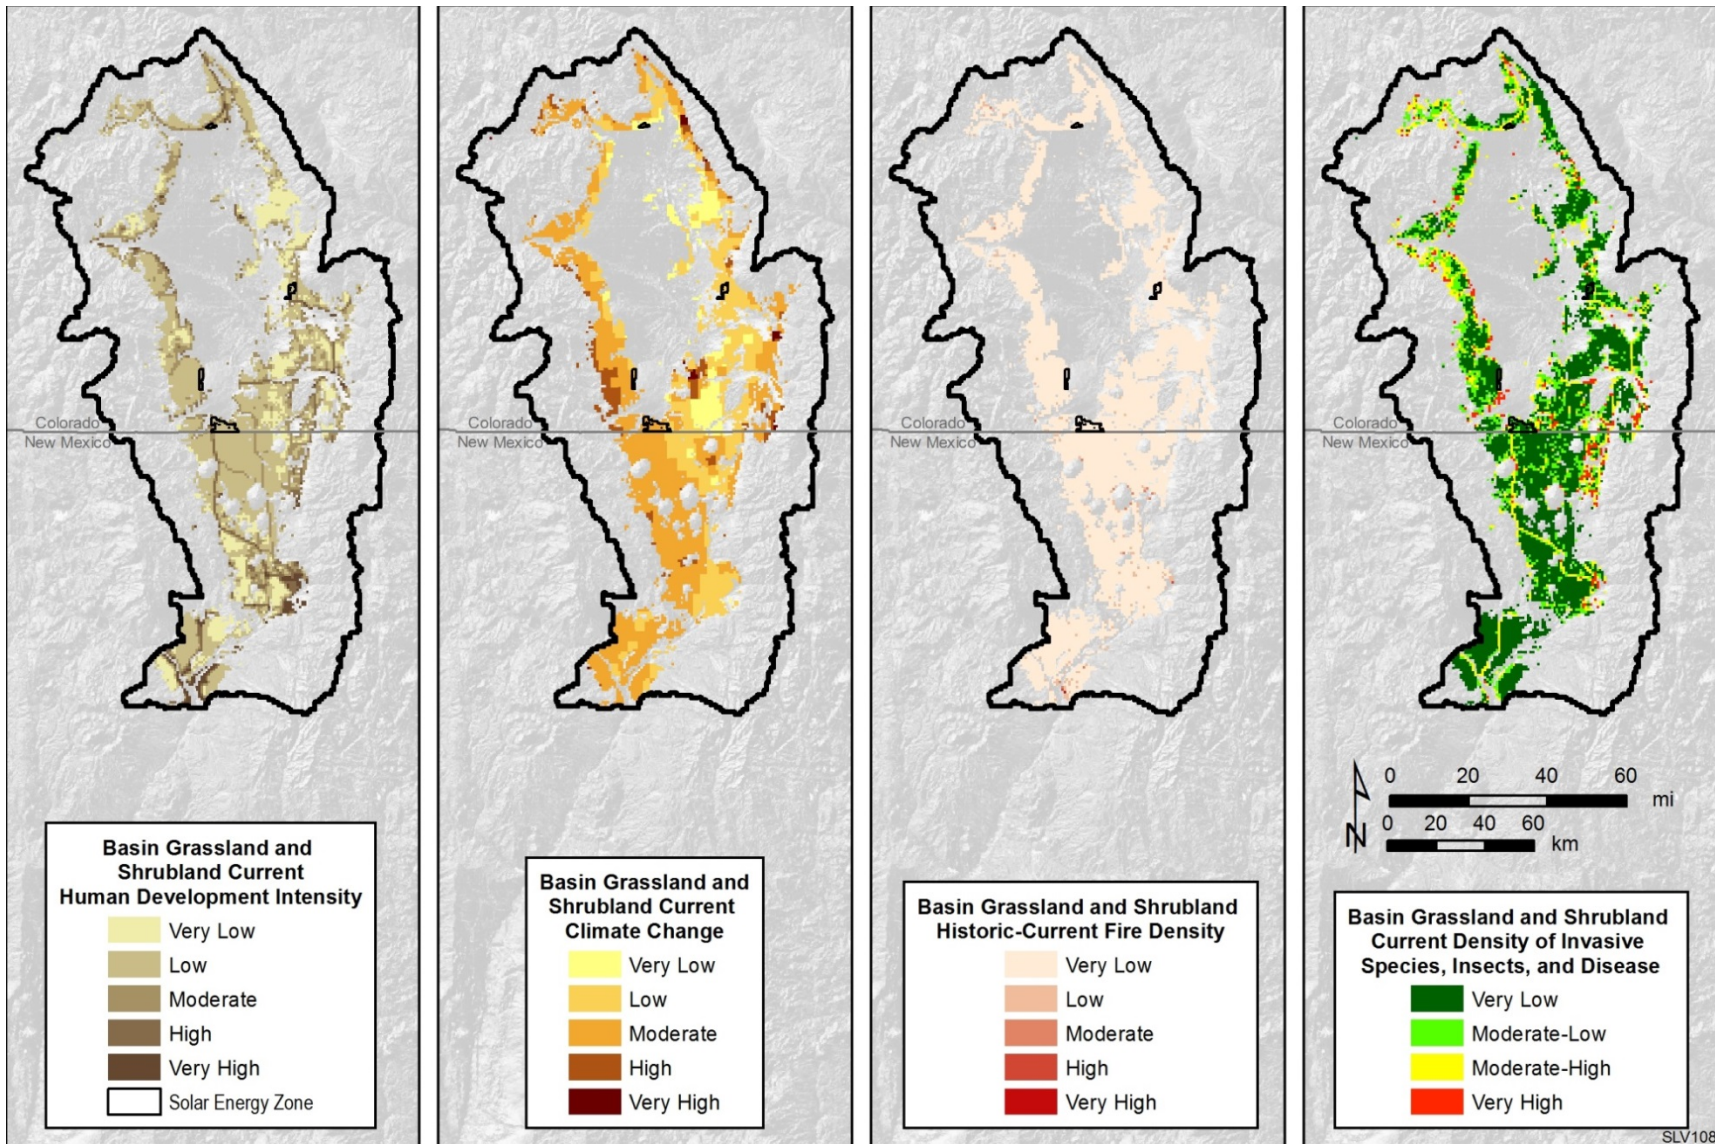 Colorado
New Mexico
Colorado
New Mexico
Colorado
New Mexico
Colorado
New Mexico
Basin Grassland and
Shrubland Current
Human Development Intensity
Very Low
Low
Moderate
High
Very High
Solar Energy Zone
Basin Grassland and
Shrubland Current
Climate Change
Very Low
Low
Moderate
High
Very High
Basin Grassland and Shrubland
Historic-Current Fire Density
Very Low
Low
Moderate
High
Very High
N
0 20 40 60
mi
0 20 40 60
km
Basin Grassland and Shrubland
Current Density of Invasive
Species, Insects, and Disease
Very Low
Moderate-Low
Moderate-High
Very High
SLV108